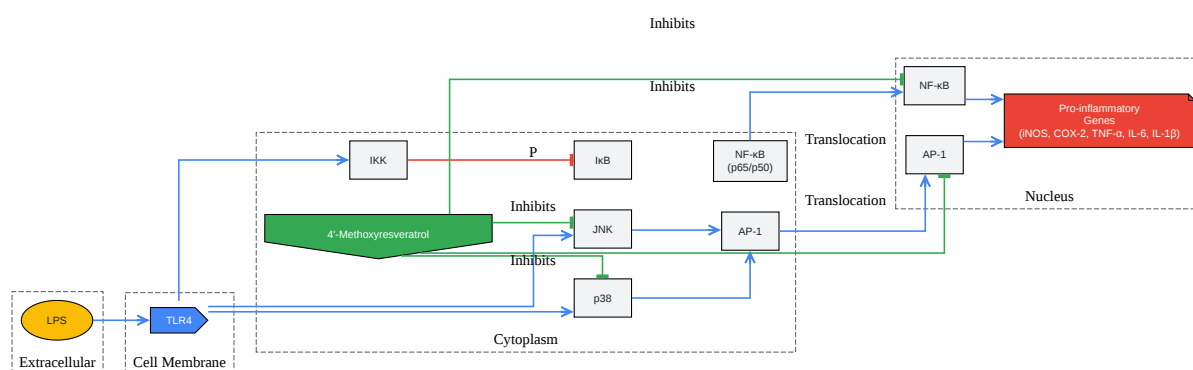 Inhibits
Inhibits
NF-κB
Pro-inflammatory
Genes
(iNOS, COX-2, TNF-α, IL-6, IL-1β)
Translocation
AP-1
Nucleus
IKK
P
IκB
NF-κB
(p65/p50)
Translocation
Inhibits
4'-Methoxyresveratrol
JNK
AP-1
Inhibits
p38
Cytoplasm
LPS
TLR4
Extracellular
Cell Membrane